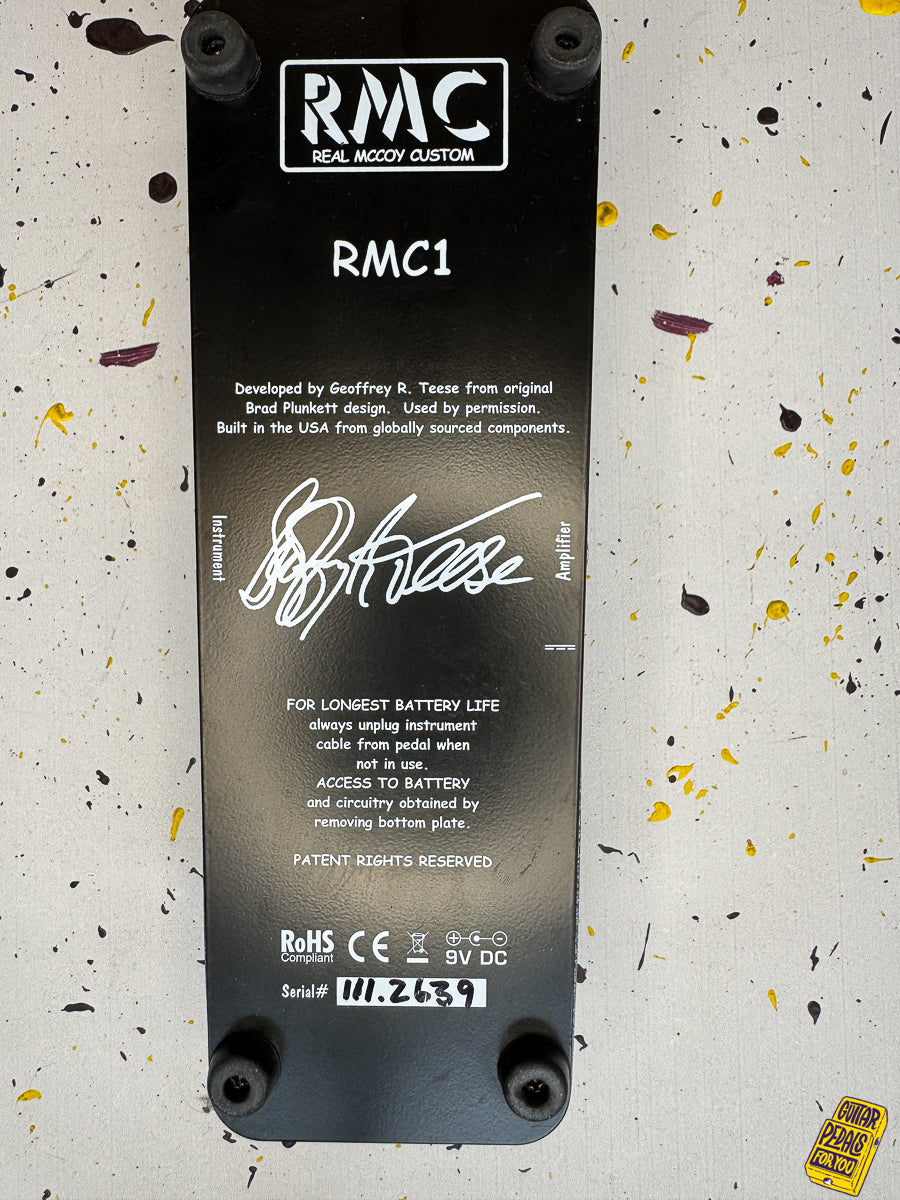 RMC
REAL MCCOY CUSTOM
RMC1
Developed by Geoffrey R. Teese from original
Brad Plunkett design. Used by permission.
Built in the USA from globally sourced components.
Instrument
Geoffrey R Teese
Amplifier
FOR LONGEST BATTERY LIFE
always unplug instrument
cable from pedal when
not in use.
ACCESS TO BATTERY
and circuitry obtained by
removing bottom plate.
PATENT RIGHTS RESERVED
RoHS
Compliant
CE
9V DC
Serial# 111.2639
GUITAR
PEDALS
FOR YOU